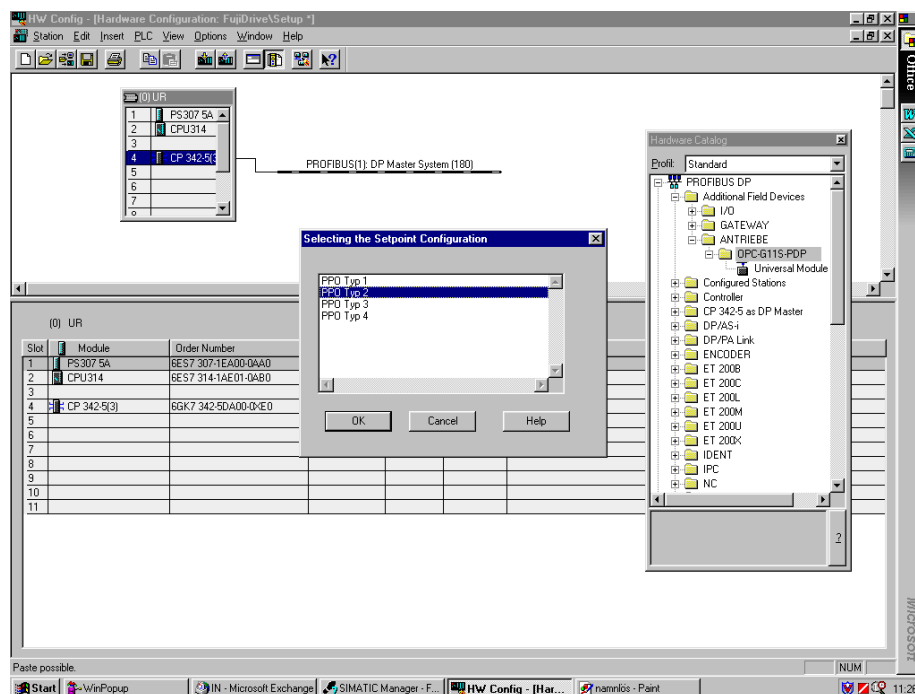 HW Config - [Hardware Configuration: FujiDrive\Setup *]
Station Edit Insert PLC View Options Window Help
Office
(0) UR
1 PS307 5A
2 CPU314
3
4 CP 342-5(3
5
6
7
PROFIBUS(1): DP Master System (180)
Hardware Catalog
Profil: Standard
PROFIBUS DP
Additional Field Devices
I/O
GATEWAY
ANTRIEBE
OPC-G11S-PDP
Universal Module
Configured Stations
Controller
CP 342-5 as DP Master
DP/AS-i
DP/PA Link
ENCODER
ET 200B
ET 200C
ET 200L
ET 200M
ET 200U
ET 200X
IDENT
IPC
NC
?
Selecting the Setpoint Configuration
PPO Typ 1
PPO Typ 2
PPO Typ 3
PPO Typ 4
OK Cancel Help
(0) UR
Slot Module Order Number
1 PS307 5A 6ES7 307-1EA00-0AA0
2 CPU314 6ES7 314-1AE01-0AB0
3
4 CP 342-5(3) 6GK7 342-5DA00-0XE0
5
6
7
8
9
10
11
Microsoft
Paste possible. NUM
Start WinPopup IN - Microsoft Exchange SIMATIC Manager - F... HW Config - [Har... namnlös - Paint